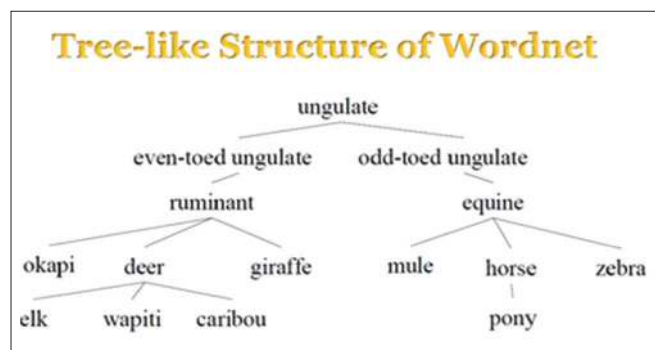 Tree-like Structure of Wordnet
ungulate
even-toed ungulate odd-toed ungulate
ruminant equine
okapi deer giraffe mule horse zebra
elk wapiti caribou pony